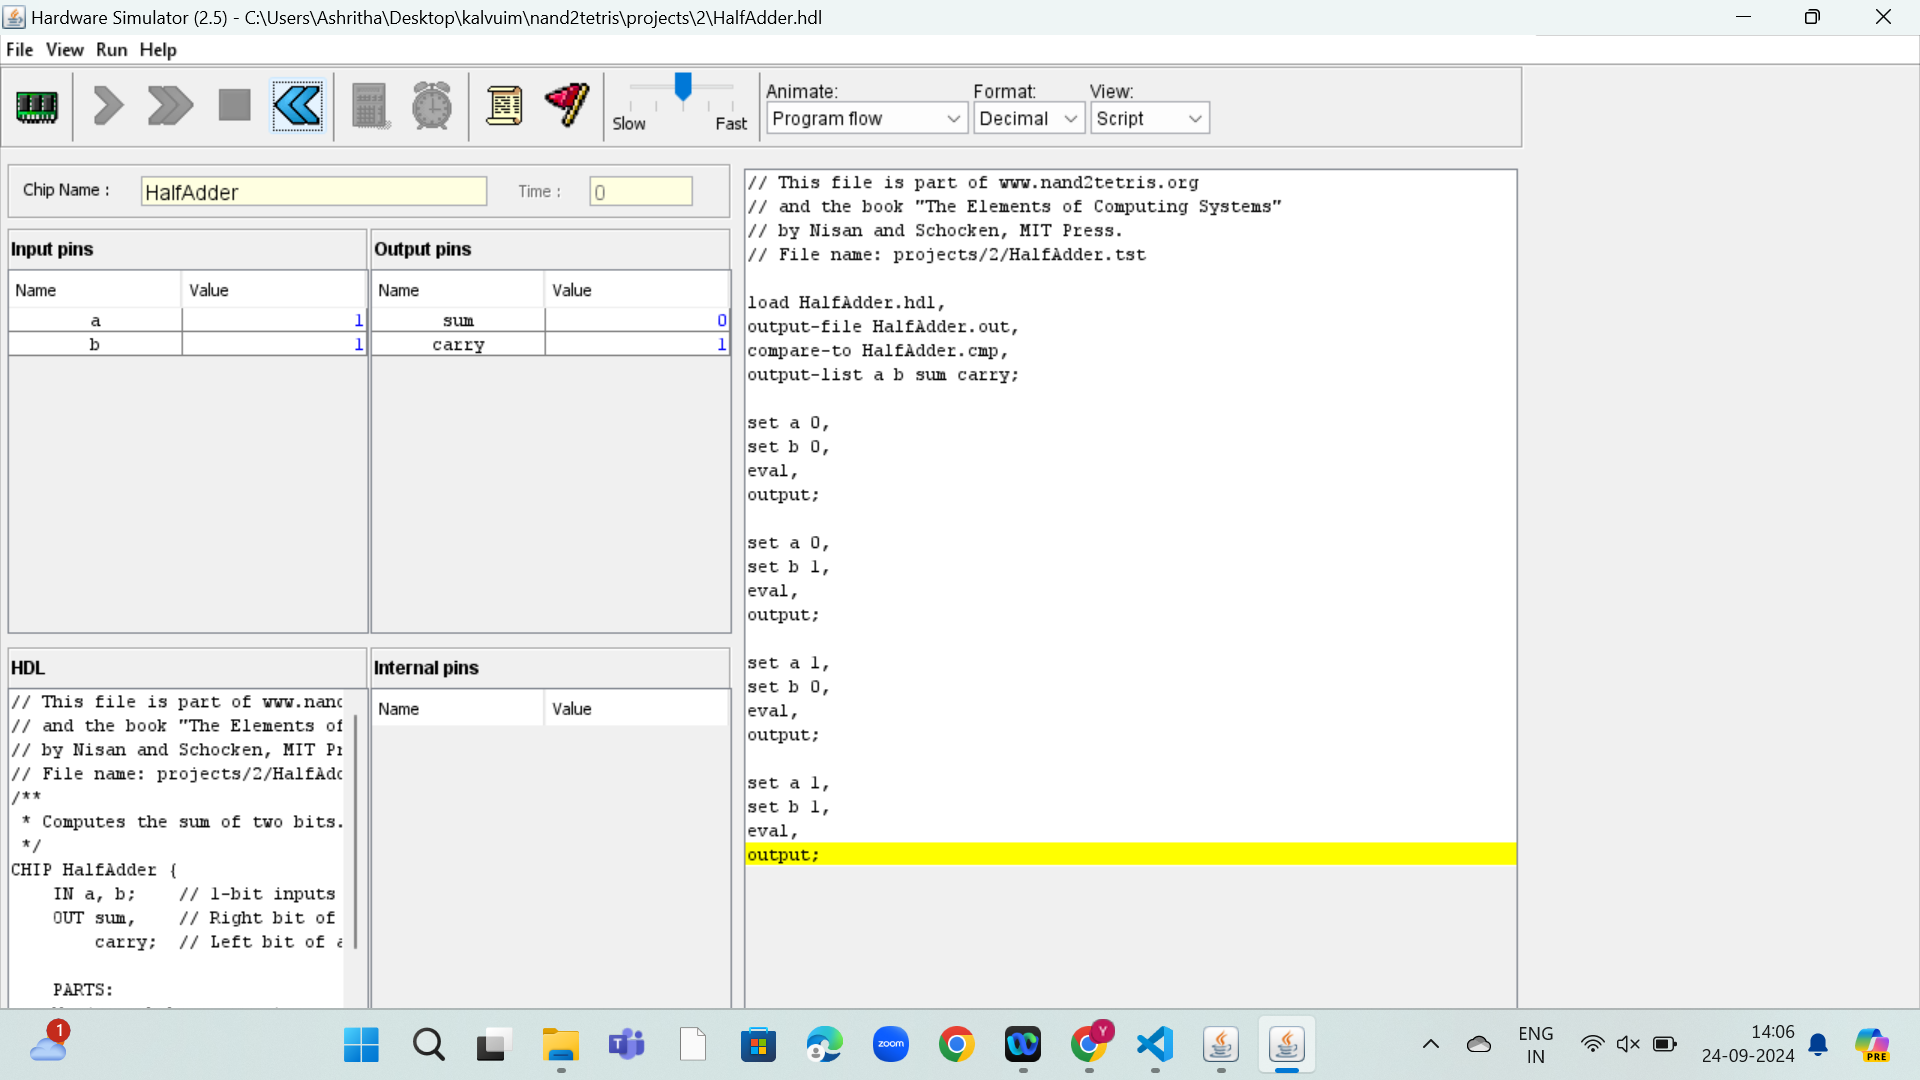 Hardware Simulator (2.5) - C:\Users\Ashritha\Desktop\kalvuim\nand2tetris\projects\2\HalfAdder.hdl
File View Run Help
Slow Fast
Animate: Format: View:
Program flow Decimal Script
Chip Name : HalfAdder Time : 0
Input pins
Name Value
a 1
b 1
Output pins
Name Value
sum 0
carry 1
HDL
// This file is part of www.nand
// and the book "The Elements of
// by Nisan and Schocken, MIT Pr
// File name: projects/2/HalfAdd
/**
* Computes the sum of two bits.
*/
CHIP HalfAdder {
IN a, b; // 1-bit inputs
OUT sum, // Right bit of
carry; // Left bit of a
PARTS:
Internal pins
Name Value
// This file is part of www.nand2tetris.org
// and the book "The Elements of Computing Systems"
// by Nisan and Schocken, MIT Press.
// File name: projects/2/HalfAdder.tst
load HalfAdder.hdl,
output-file HalfAdder.out,
compare-to HalfAdder.cmp,
output-list a b sum carry;
set a 0,
set b 0,
eval,
output;
set a 0,
set b 1,
eval,
output;
set a 1,
set b 0,
eval,
output;
set a 1,
set b 1,
eval,
output;
1
zoom
Y
ENG
IN
14:06
24-09-2024
PRE